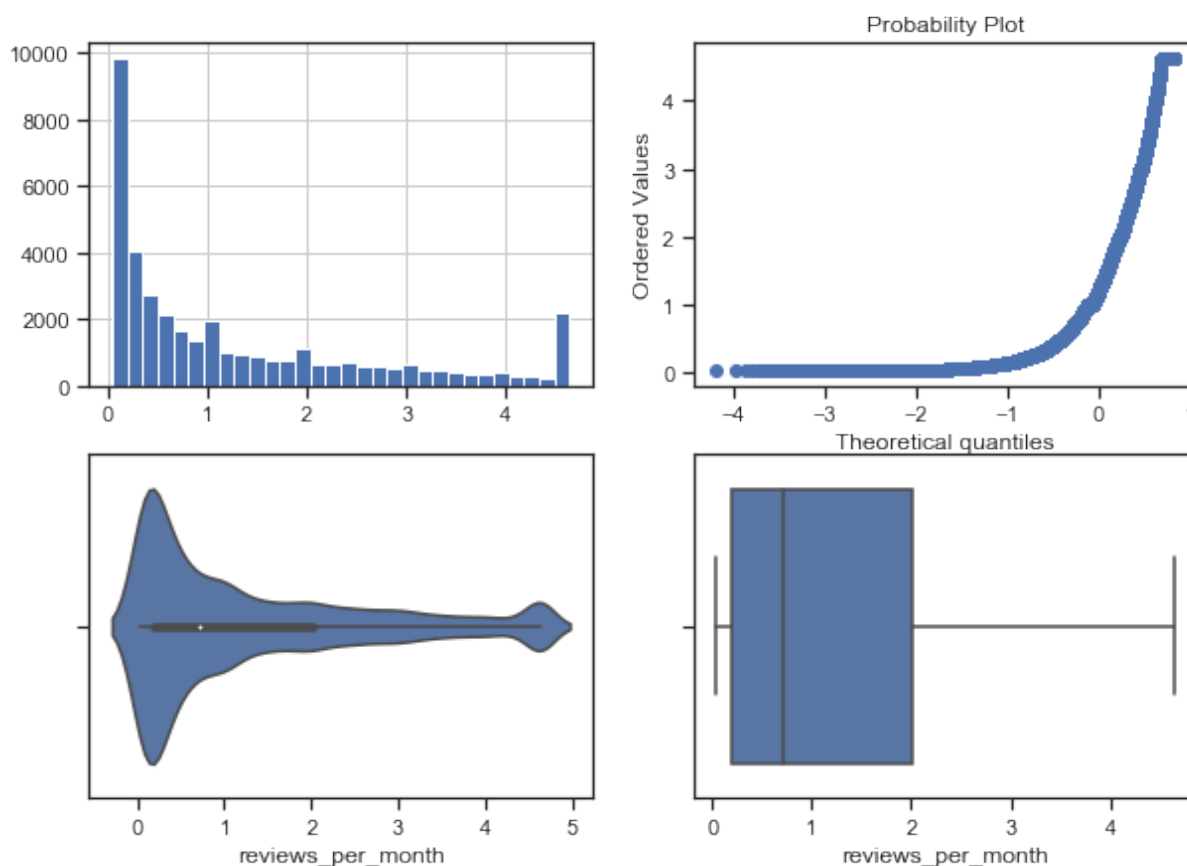 Probability Plot
10000
8000
6000
4000
2000
0
0 1 2 3 4
Ordered Values
4
3
2
1
0
−4 −3 −2 −1 0
Theoretical quantiles
0 1 2 3 4 5
reviews_per_month
0 1 2 3 4
reviews_per_month